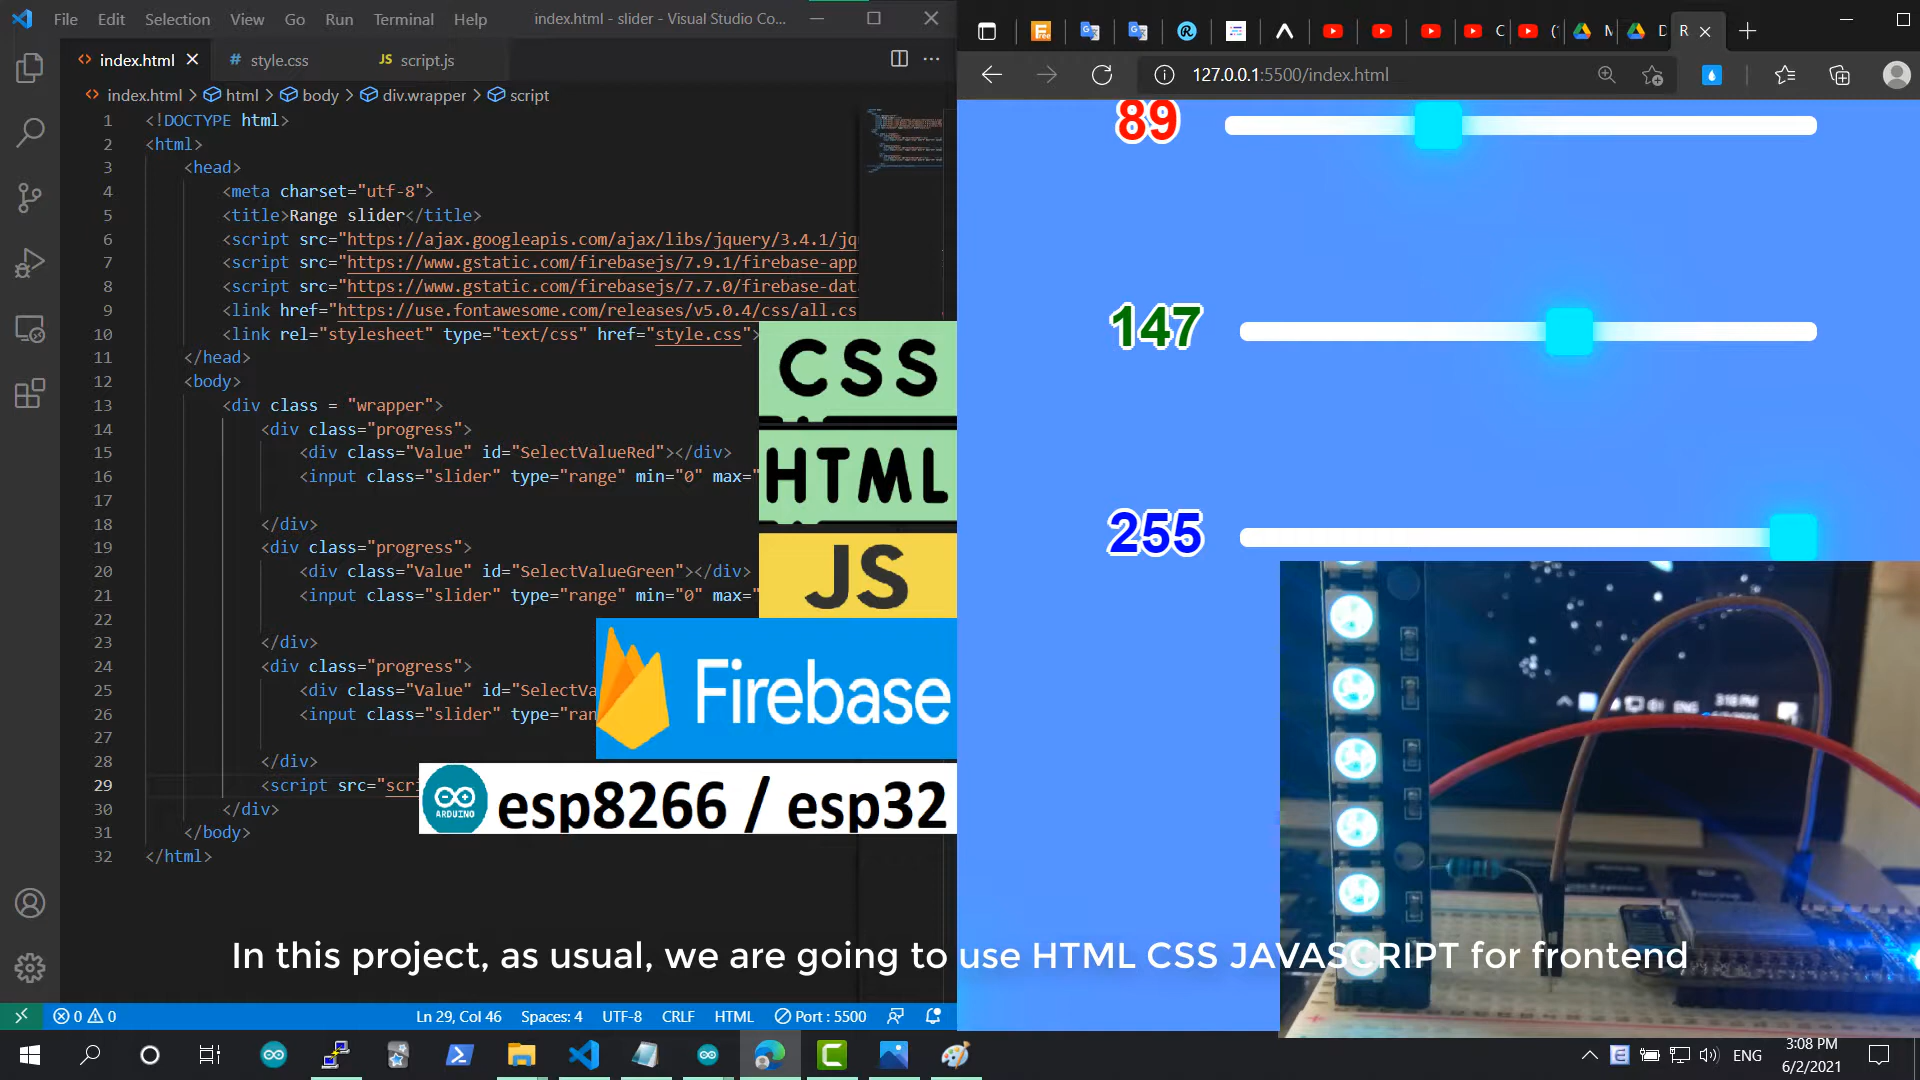 File Edit Selection View Go Run Terminal Help index.html - slider - Visual Studio Co...
index.html style.css JS script.js
index.html > html > body > div.wrapper > script
1 <!DOCTYPE html>
2 <html>
3 <head>
4 <meta charset="utf-8">
5 <title>Range slider</title>
6 <script src="https://ajax.googleapis.com/ajax/libs/jquery/3.4.1/jq
7 <script src="https://www.gstatic.com/firebasejs/7.9.1/firebase-app
8 <script src="https://www.gstatic.com/firebasejs/7.7.0/firebase-dat
9 <link href="https://use.fontawesome.com/releases/v5.0.4/css/all.cs
10 <link rel="stylesheet" type="text/css" href="style.css">
11 </head>
12 <body>
13 <div class = "wrapper">
14 <div class="progress">
15 <div class="Value" id="SelectValueRed"></div>
16 <input class="slider" type="range" min="0" max="
17
18 </div>
19 <div class="progress">
20 <div class="Value" id="SelectValueGreen"></div>
21 <input class="slider" type="range" min="0" max="
22
23 </div>
24 <div class="progress">
25 <div class="Value" id="SelectVa
26 <input class="slider" type="ran
27
28 </div>
29 <script src="scri
30 </div>
31 </body>
32 </html>
CSS
HTML
JS
Firebase
ARDUINO
esp8266 / esp32
Free
R
127.0.0.1:5500/index.html
89
147
255
3:16 PM
ENG
In this project, as usual, we are going to use HTML CSS JAVASCRIPT for frontend
0 0 Ln 29, Col 46 Spaces: 4 UTF-8 CRLF HTML Port : 5500
ENG 3:08 PM
6/2/2021